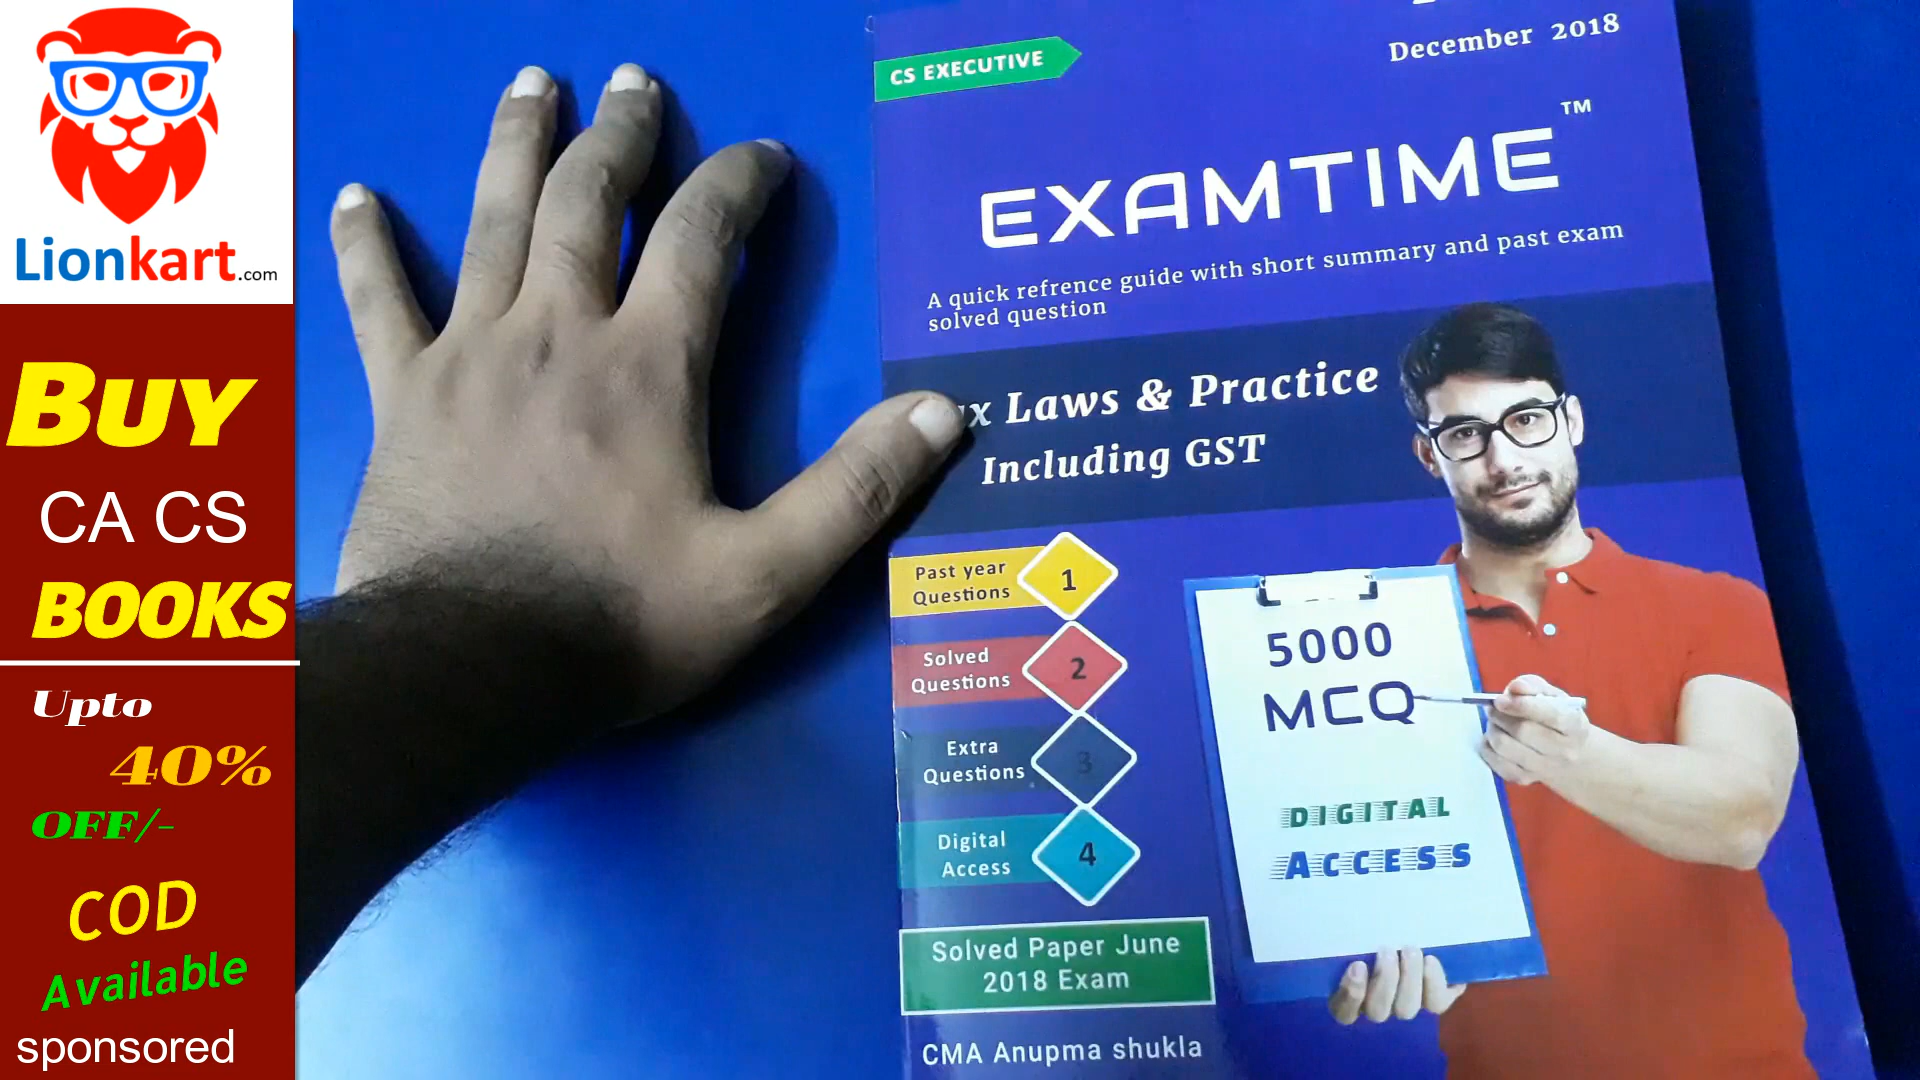 Lionkart.com
BUY
CA CS
BOOKS
Upto
40%
OFF/-
COD
Available
sponsored
CS EXECUTIVE
December 2018
EXAMTIME™
A quick refrence guide with short summary and past exam
solved question
Laws & Practice
Including GST
Past year
Questions
1
Solved
Questions
2
Extra
Questions
3
Digital
Access
4
5000
MCQ
DIGITAL
ACCESS
Solved Paper June
2018 Exam
CMA Anupma shukla